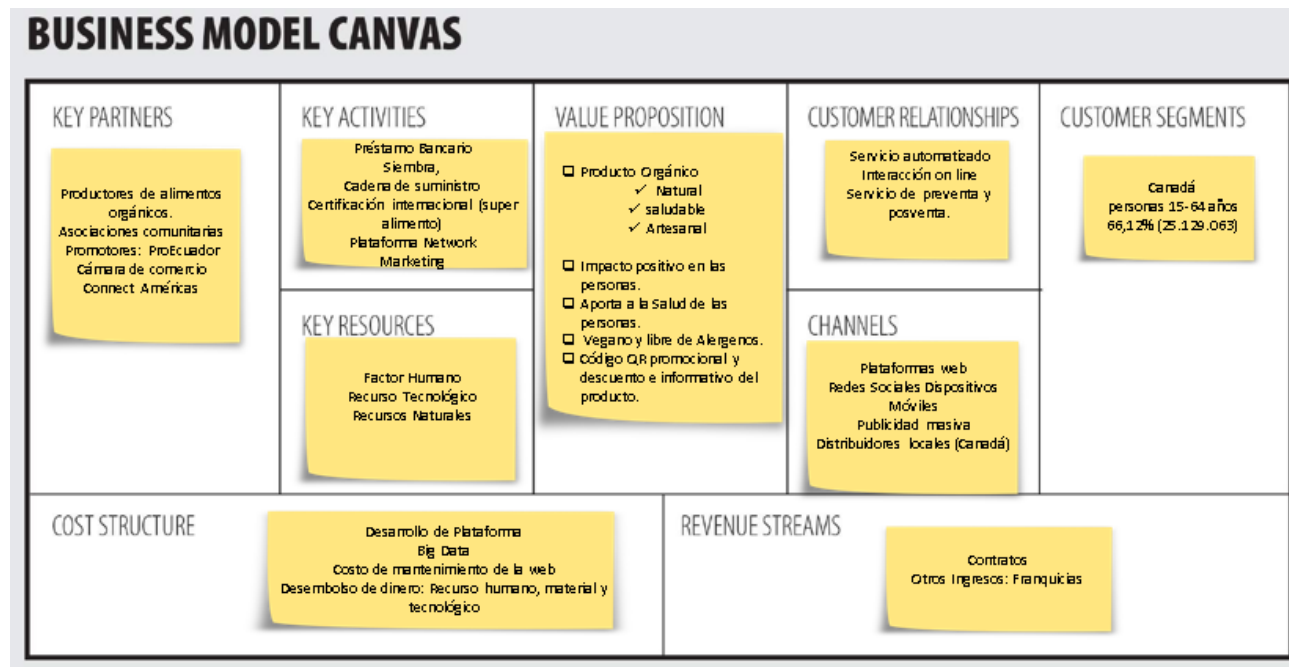 BUSINESS MODEL CANVAS
KEY PARTNERS
Productores de alimentos
orgánicos.
Asociaciones comunitarias
Promotores: ProEcuador
Cámara de comercio
Connect Américas
KEY ACTIVITIES
Préstamo Bancario
Siembra,
Cadena de suministro
Certificación internacional (super
alimento)
Plataforma Network
Marketing
KEY RESOURCES
Factor Humano
Recurso Tecnológico
Recursos Naturales
VALUE PROPOSITION
❑ Producto Orgánico
✓ Natural
✓ saludable
✓ Artesanal
❑ Impacto positivo en las
personas.
❑ Aporta a la Salud de las
personas.
❑ Vegano y libre de Alergenos.
❑ Código QR promocional y
descuento e informativo del
producto.
CUSTOMER RELATIONSHIPS
Servicio automatizado
Interacción on line
Servicio de preventa y
posventa.
CHANNELS
Plataformas web
Redes Sociales Dispositivos
Móviles
Publicidad masiva
Distribuidores locales (Canadá)
CUSTOMER SEGMENTS
Canadá
personas 15-64 años
66,12% (25.129.063)
COST STRUCTURE
Desarrollo de Plataforma
Big Data
Costo de mantenimiento de la web
Desembolso de dinero: Recurso humano, material y
tecnológico
REVENUE STREAMS
Contratos
Otros Ingresos: Franquicias